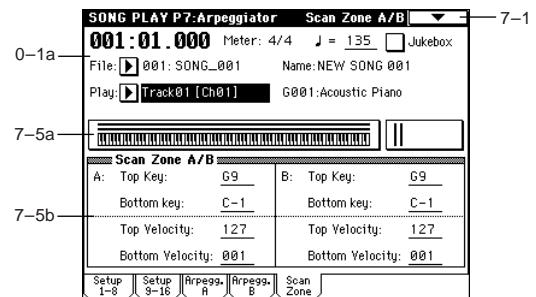 SONG PLAY P7:Arpeggiator Scan Zone A/B
7–1
001:01.000 Meter: 4/4 ♩ = 135 Jukebox
0–1a
File: 001: SONG_001 Name:NEW SONG 001
Play: Track01 [Ch01] G001:Acoustic Piano
7–5a
Scan Zone A/B
A: Top Key: G9 B: Top Key: G9
Bottom key: C-1 Bottom key: C-1
7–5b
Top Velocity: 127 Top Velocity: 127
Bottom Velocity: 001 Bottom Velocity: 001
Setup 1-8 Setup 9-16 Arpegg. A Arpegg. B Scan Zone